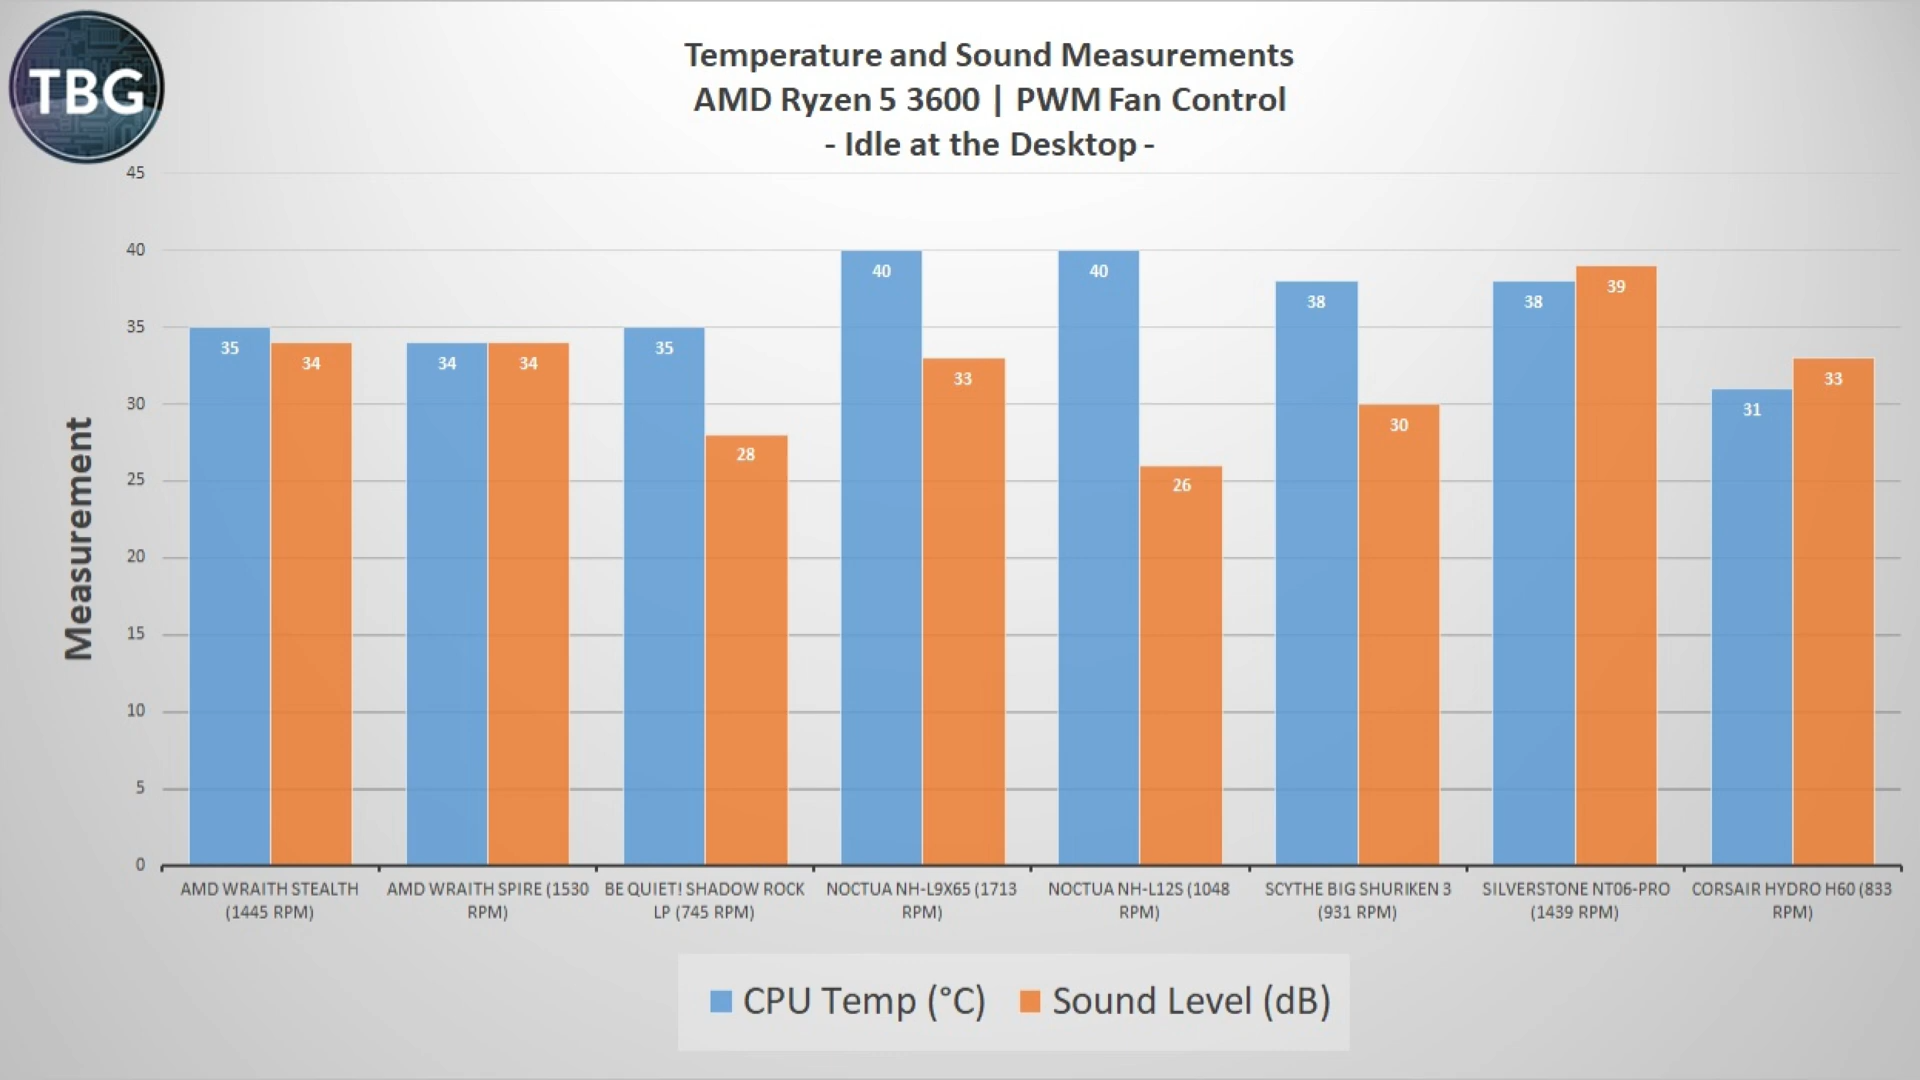 TBG
Temperature and Sound Measurements
AMD Ryzen 5 3600 | PWM Fan Control
- Idle at the Desktop -
Measurement
45
40
35
30
25
20
15
10
5
0
35
34
34
34
35
28
40
33
40
26
38
30
38
39
31
33
AMD WRAITH STEALTH
(1445 RPM)
AMD WRAITH SPIRE (1530
RPM)
BE QUIET! SHADOW ROCK
LP (745 RPM)
NOCTUA NH-L9X65 (1713
RPM)
NOCTUA NH-L12S (1048
RPM)
SCYTHE BIG SHURIKEN 3
(931 RPM)
SILVERSTONE NT06-PRO
(1439 RPM)
CORSAIR HYDRO H60 (833
RPM)
CPU Temp (°C)
Sound Level (dB)